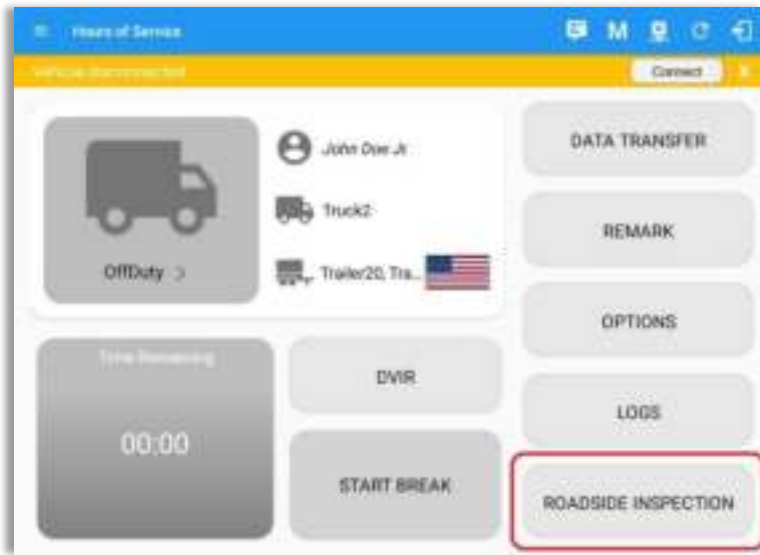 Hours of Service
M
Vehicle disconnected
Connect
X
John Doe Jr
Truck2
Trailer20, Tra...
OffDuty >
Time Remaining
00:00
DVIR
START BREAK
DATA TRANSFER
REMARK
OPTIONS
LOGS
ROADSIDE INSPECTION